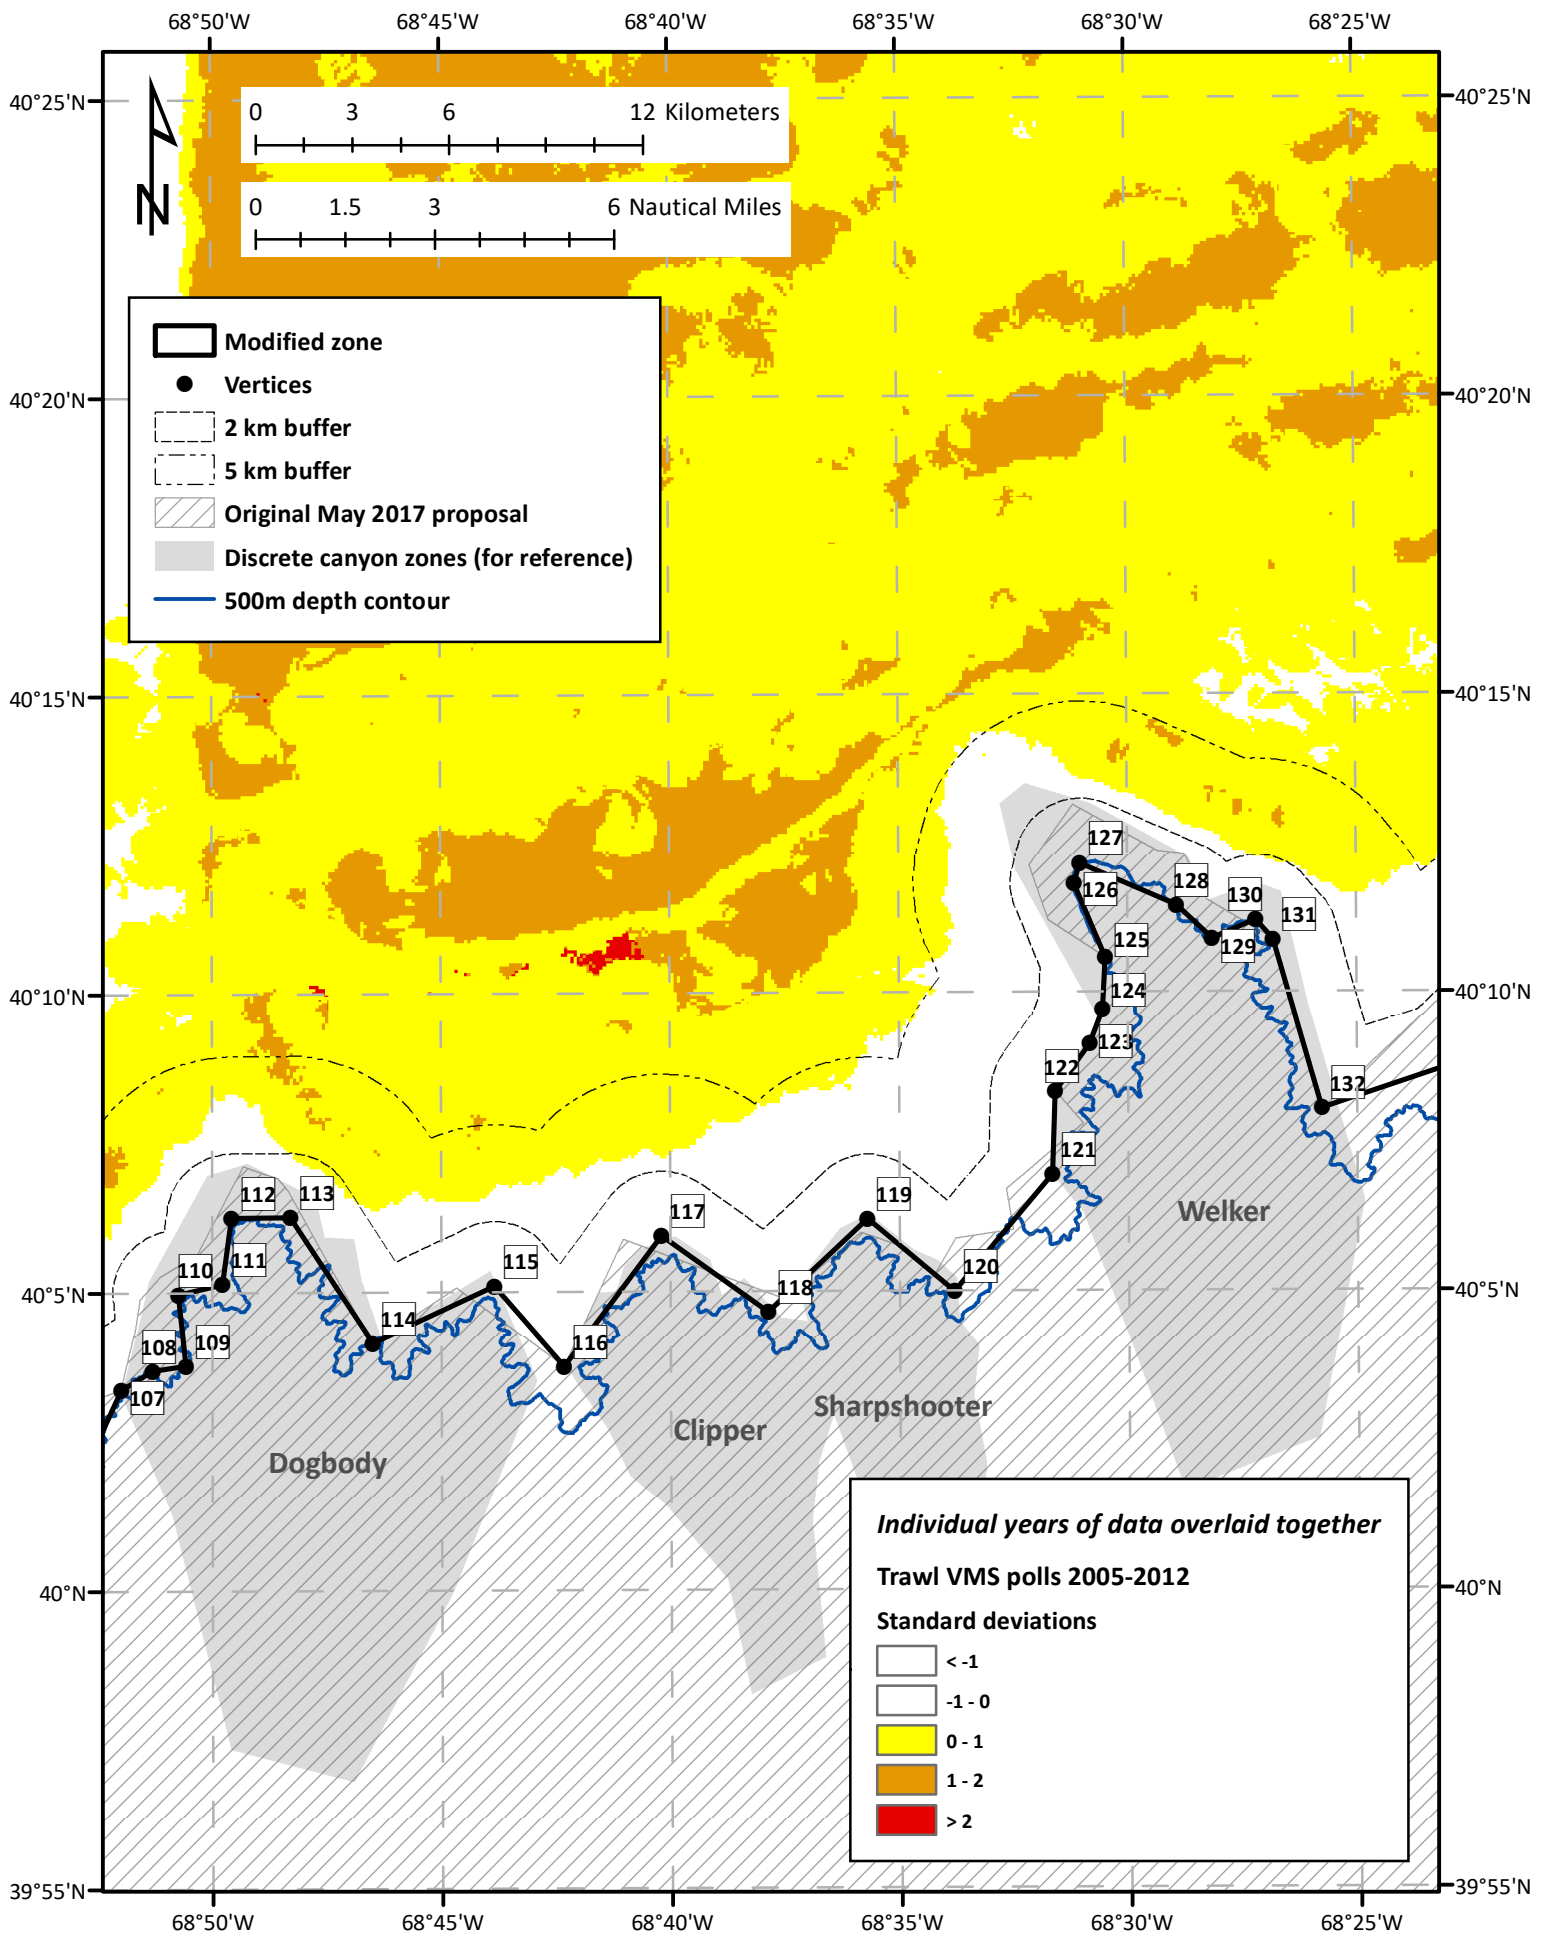 68°50'W 68°45'W 68°40'W 68°35'W 68°30'W 68°25'W
40°25'N 40°25'N
0 3 6 12 Kilometers
0 1.5 3 6 Nautical Miles
N
Modified zone
Vertices
2 km buffer
5 km buffer
Original May 2017 proposal
Discrete canyon zones (for reference)
500m depth contour
40°20'N 40°20'N
40°15'N 40°15'N
127
128
126
130
131
125
129
40°10'N 40°10'N
124
123
122
132
121
112 113
119
117
Welker
111
110
115
120
40°5'N 40°5'N
118
114
116
109
108
107
Sharpshooter
Clipper
Dogbody
Individual years of data overlaid together
Trawl VMS polls 2005-2012
Standard deviations
< -1
-1 - 0
0 - 1
1 - 2
> 2
40°N 40°N
39°55'N 39°55'N
68°50'W 68°45'W 68°40'W 68°35'W 68°30'W 68°25'W